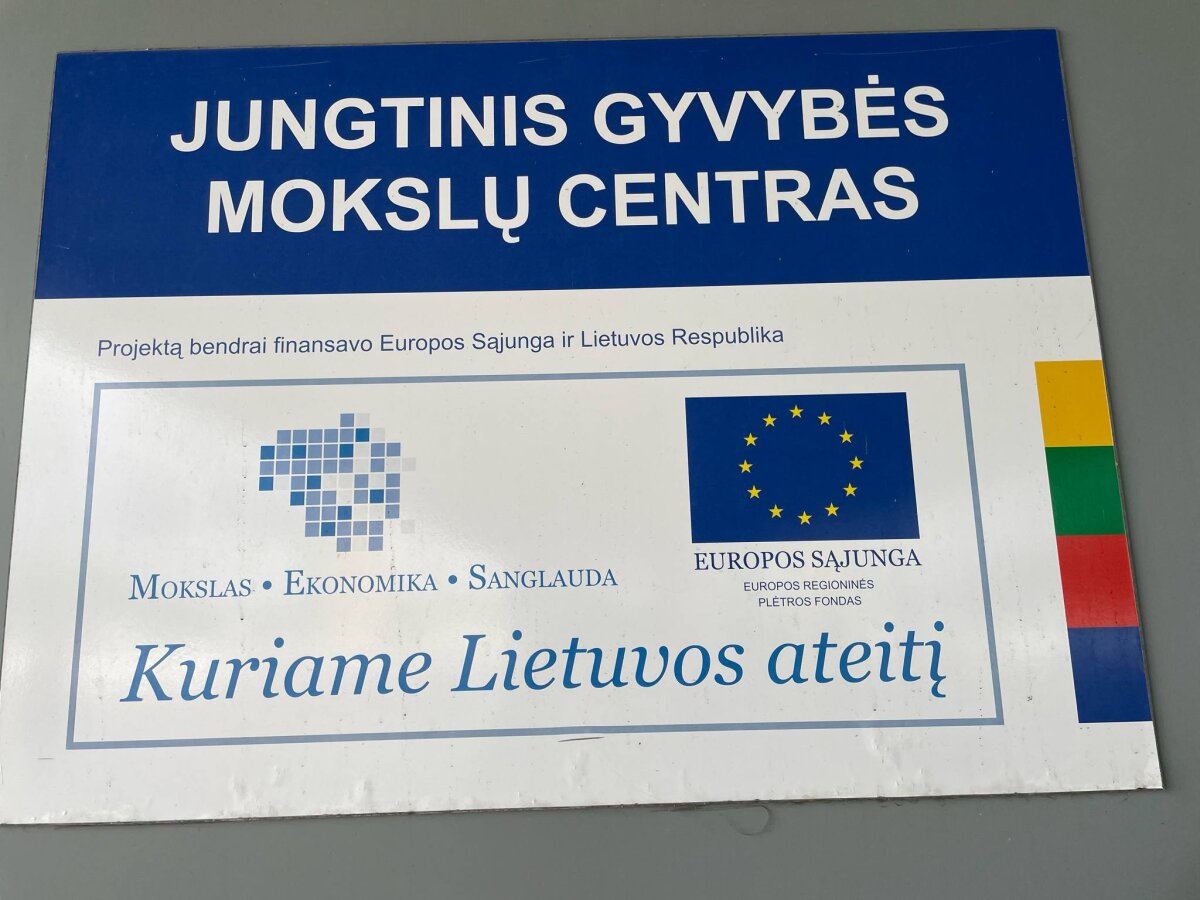 JUNGTINIS GYVYBĖS
MOKSLŲ CENTRAS
Projektą bendrai finansavo Europos Sąjunga ir Lietuvos Respublika
MOKSLAS • EKONOMIKA • SANGLAUDA
EUROPOS SĄJUNGA
EUROPOS REGIONINĖS
PLĖTROS FONDAS
Kuriame Lietuvos ateitį